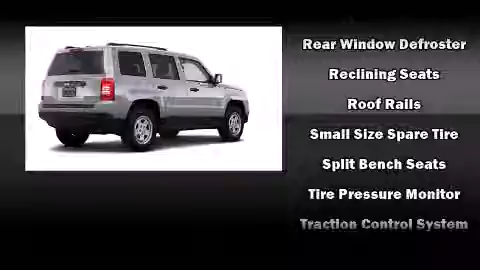 Rear Window Defroster
Reclining Seats
Roof Rails
Small Size Spare Tire
Split Bench Seats
Tire Pressure Monitor
Traction Control System